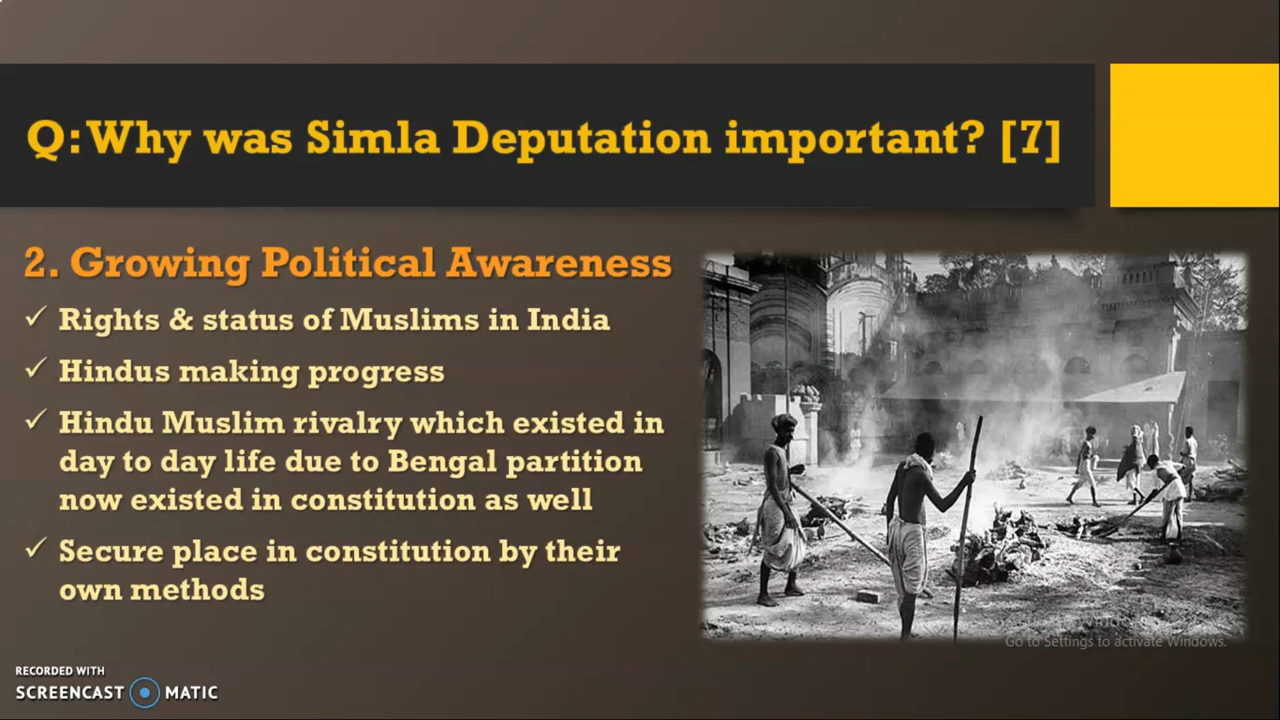 Q: Why was Simla Deputation important? [7]
2. Growing Political Awareness
✓ Rights & status of Muslims in India
✓ Hindus making progress
✓ Hindu Muslim rivalry which existed in
day to day life due to Bengal partition
now existed in constitution as well
✓ Secure place in constitution by their
own methods
Go to Settings to activate Windows.
RECORDED WITH
SCREENCAST MATIC